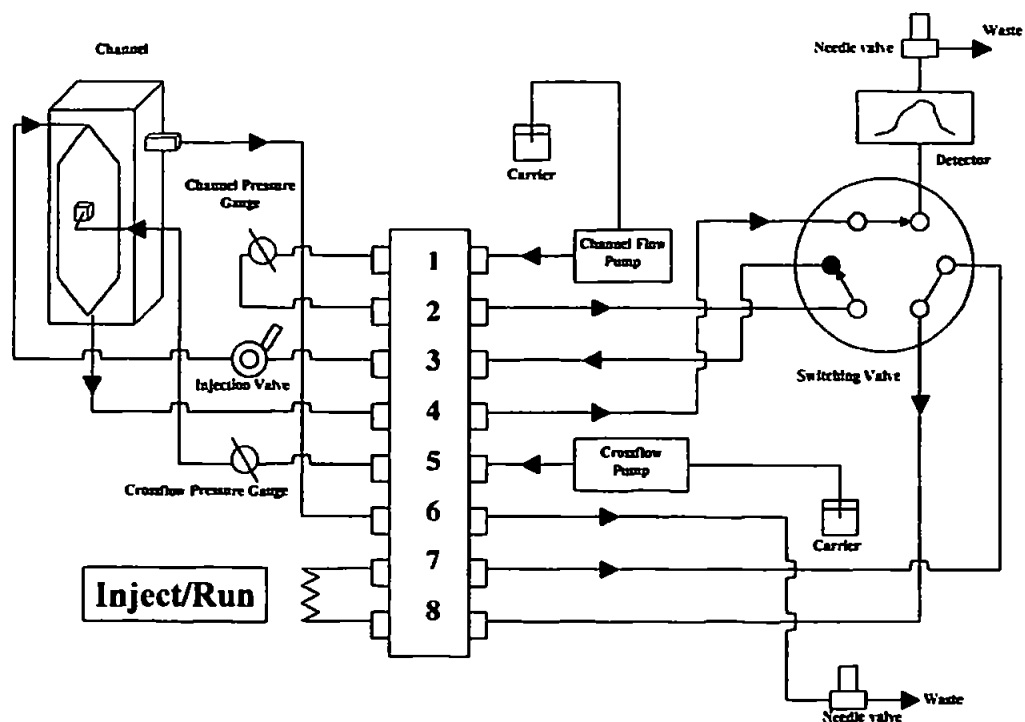 Channel
Needle valve
Waste
Detector
Carrier
Channel Pressure
Gauge
Channel Flow
Pump
1
2
3
4
5
6
7
8
Injection Valve
Switching Valve
Crossflow Pressure Gauge
Crossflow
Pump
Carrier
Inject/Run
Waste
Needle valve